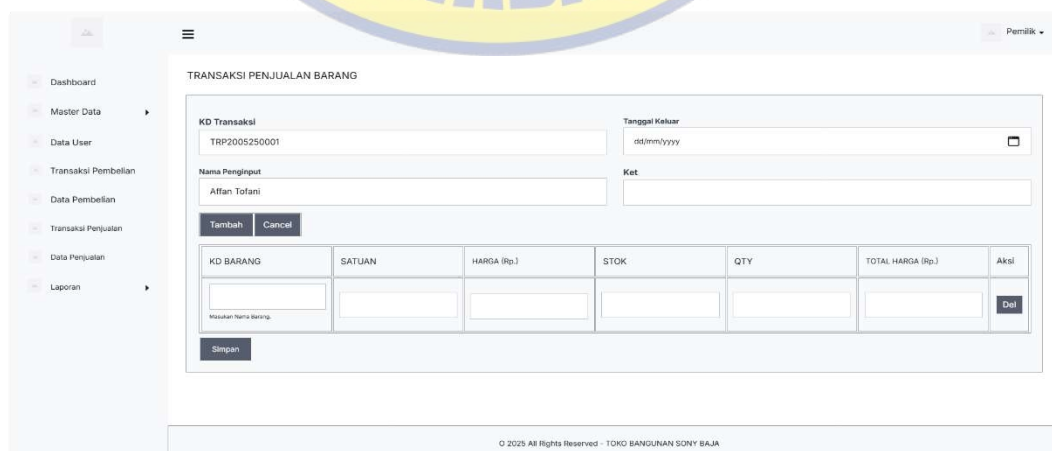 Pemilik
Dashboard
Master Data
Data User
Transaksi Pembelian
Data Pembelian
Transaksi Penjualan
Data Penjualan
Laporan
TRANSAKSI PENJUALAN BARANG
KD Transaksi
TRP2005250001
Tanggal Keluar
dd/mm/yyyy
Nama Penginput
Affan Tofani
Ket
Tambah Cancel
KD BARANG SATUAN HARGA (Rp.) STOK QTY TOTAL HARGA (Rp.) Aksi
Masukan Nama Barang.
Del
Simpan
© 2025 All Rights Reserved - TOKO BANGUNAN SONY BAJA